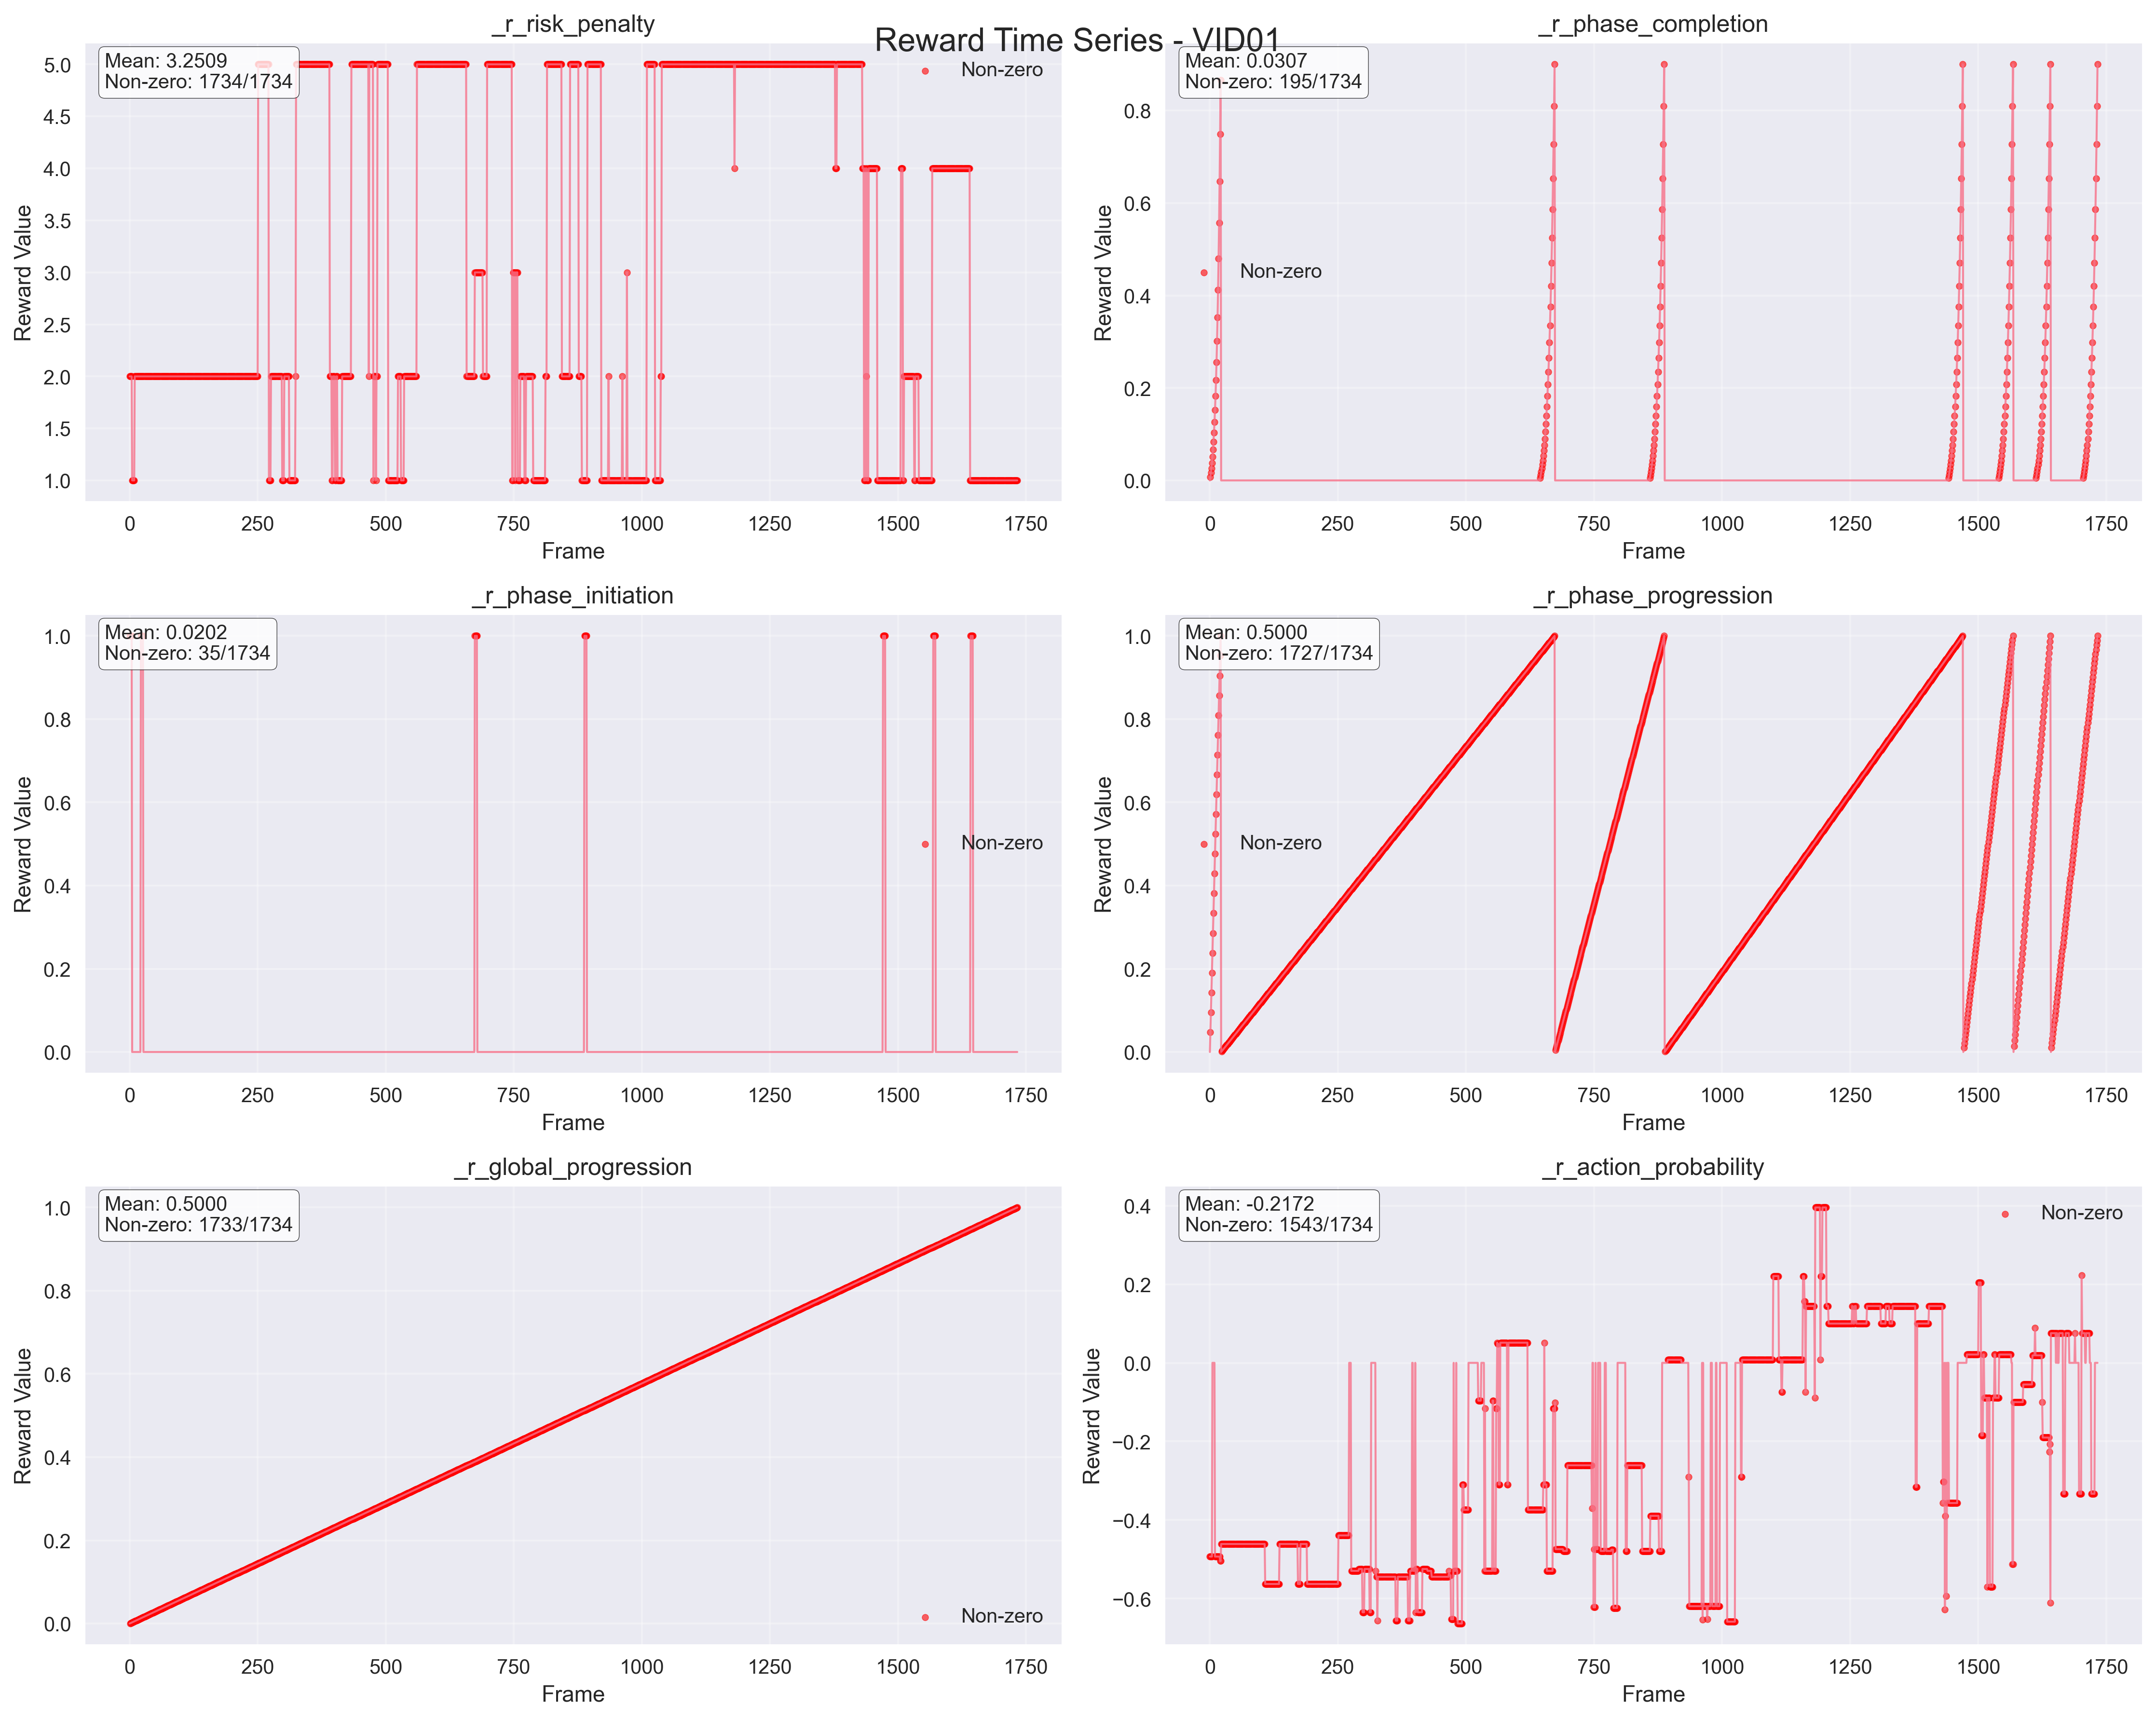 Reward Time Series - VID01
_r_risk_penalty
Mean: 3.2509
Non-zero: 1734/1734
Non-zero
Reward Value
5.0
4.5
4.0
3.5
3.0
2.5
2.0
1.5
1.0
0 250 500 750 1000 1250 1500 1750
Frame
_r_phase_completion
Mean: 0.0307
Non-zero: 195/1734
Non-zero
Reward Value
0.8
0.6
0.4
0.2
0.0
0 250 500 750 1000 1250 1500 1750
Frame
_r_phase_initiation
Mean: 0.0202
Non-zero: 35/1734
Non-zero
Reward Value
1.0
0.8
0.6
0.4
0.2
0.0
0 250 500 750 1000 1250 1500 1750
Frame
_r_phase_progression
Mean: 0.5000
Non-zero: 1727/1734
Non-zero
Reward Value
1.0
0.8
0.6
0.4
0.2
0.0
0 250 500 750 1000 1250 1500 1750
Frame
_r_global_progression
Mean: 0.5000
Non-zero: 1733/1734
Non-zero
Reward Value
1.0
0.8
0.6
0.4
0.2
0.0
0 250 500 750 1000 1250 1500 1750
Frame
_r_action_probability
Mean: -0.2172
Non-zero: 1543/1734
Non-zero
Reward Value
0.4
0.2
0.0
−0.2
−0.4
−0.6
0 250 500 750 1000 1250 1500 1750
Frame